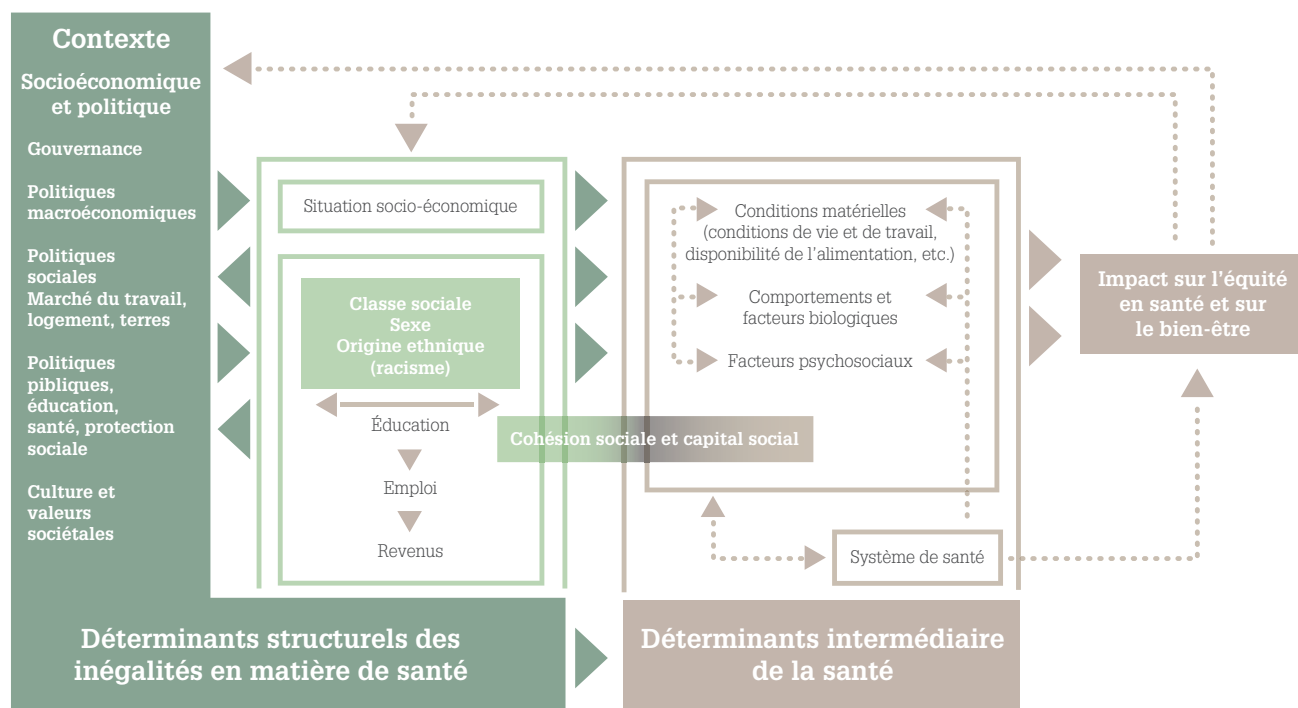 Contexte
Socioéconomique
et politique
Gouvernance
Politiques
macroéconomiques
Politiques
sociales
Marché du travail,
logement, terres
Politiques
pibliques,
éducation,
santé, protection
sociale
Culture et
valeurs
sociétales
Situation socio-économique
Classe sociale
Sexe
Origine ethnique
(racisme)
Éducation
Emploi
Revenus
Cohésion sociale et capital social
Conditions matérielles
(conditions de vie et de travail,
disponibilité de l'alimentation, etc.)
Comportements et
facteurs biologiques
Facteurs psychosociaux
Système de santé
Impact sur l'équité
en santé et sur
le bien-être
Déterminants structurels des
inégalités en matière de santé
Déterminants intermédiaire
de la santé